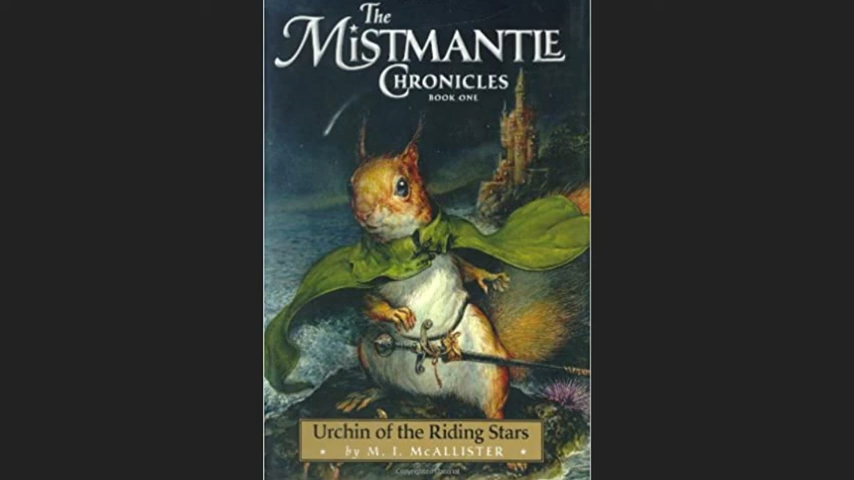 The
MiSTMANTLE
CHRONICLES
BOOK ONE
Urchin of the Riding Stars
by M. I. McALLISTER